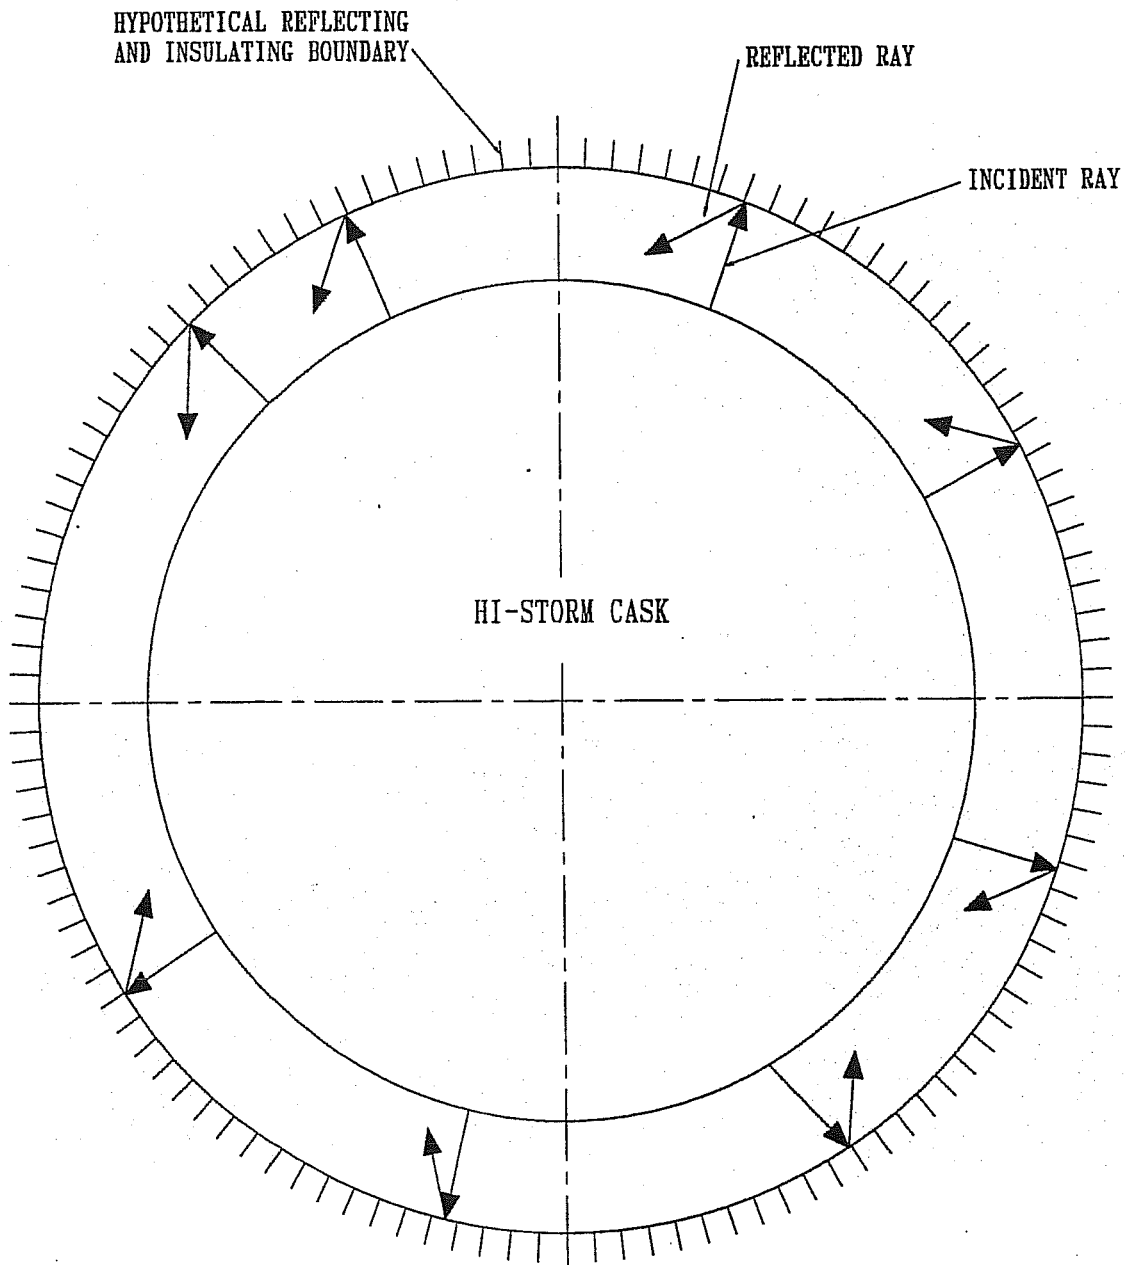 HYPOTHETICAL REFLECTING
AND INSULATING BOUNDARY
REFLECTED RAY
INCIDENT RAY
HI-STORM CASK